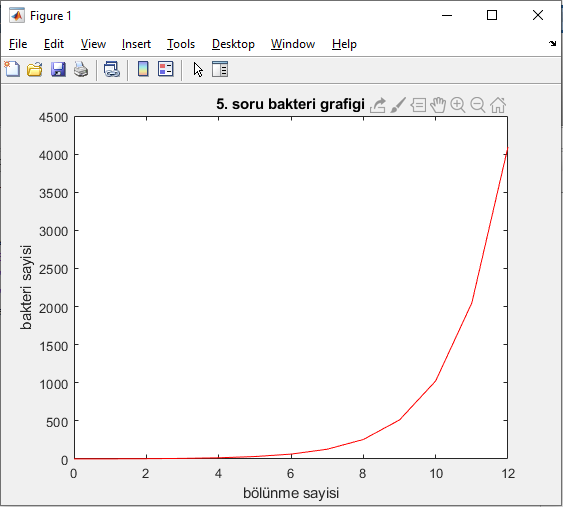 Figure 1
File Edit View Insert Tools Desktop Window Help
5. soru bakteri grafigi
4500
4000
3500
3000
2500
2000
1500
1000
500
0
bakteri sayisi
0 2 4 6 8 10 12
bölünme sayisi